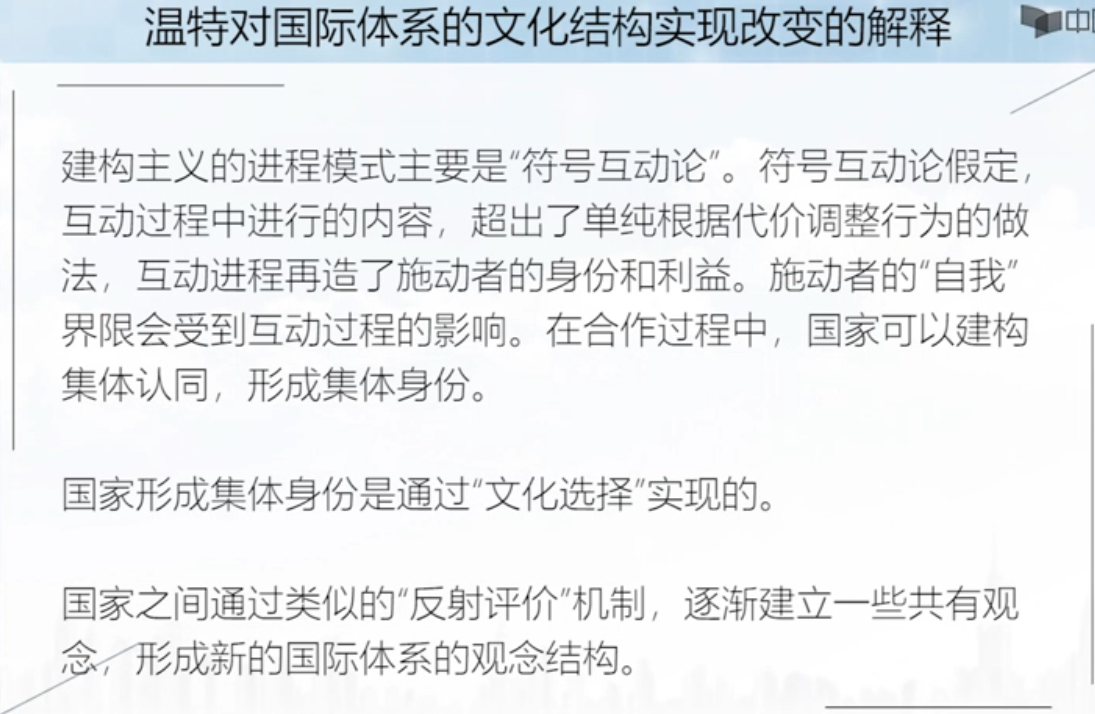 温特对国际体系的文化结构实现改变的解释
中
建构主义的进程模式主要是“符号互动论”。符号互动论假定，
互动过程中进行的内容，超出了单纯根据代价调整行为的做
法，互动进程再造了施动者的身份和利益。施动者的“自我”
界限会受到互动过程的影响。在合作过程中，国家可以建构
集体认同，形成集体身份。
国家形成集体身份是通过“文化选择”实现的。
国家之间通过类似的“反射评价”机制，逐渐建立一些共有观
念，形成新的国际体系的观念结构。